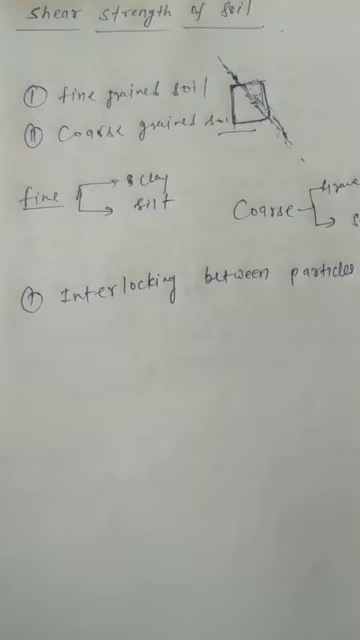 Shear strength of soil
① fine grained soil
② Coarse grained soil
fine → clay
→ silt
Coarse
① Interlocking between particles